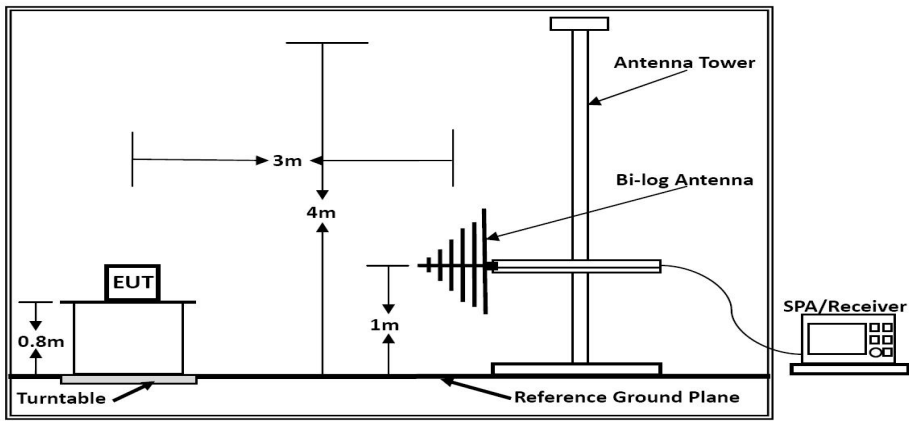 Antenna Tower
3m
Bi-log Antenna
4m
EUT
SPA/Receiver
0.8m
1m
Turntable
Reference Ground Plane